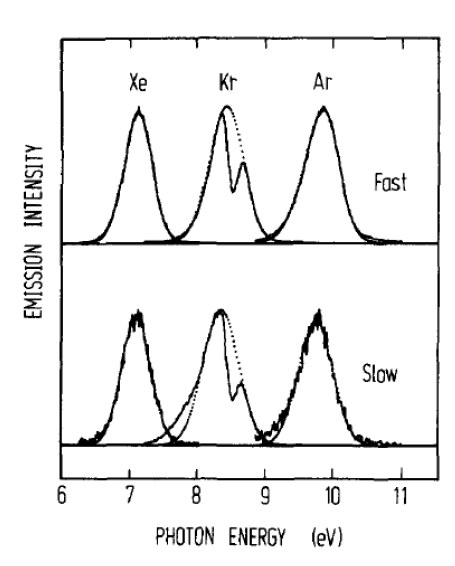 Xe Kr Ar
Fast
EMISSION INTENSITY
Slow
6 7 8 9 10 11
PHOTON ENERGY (eV)